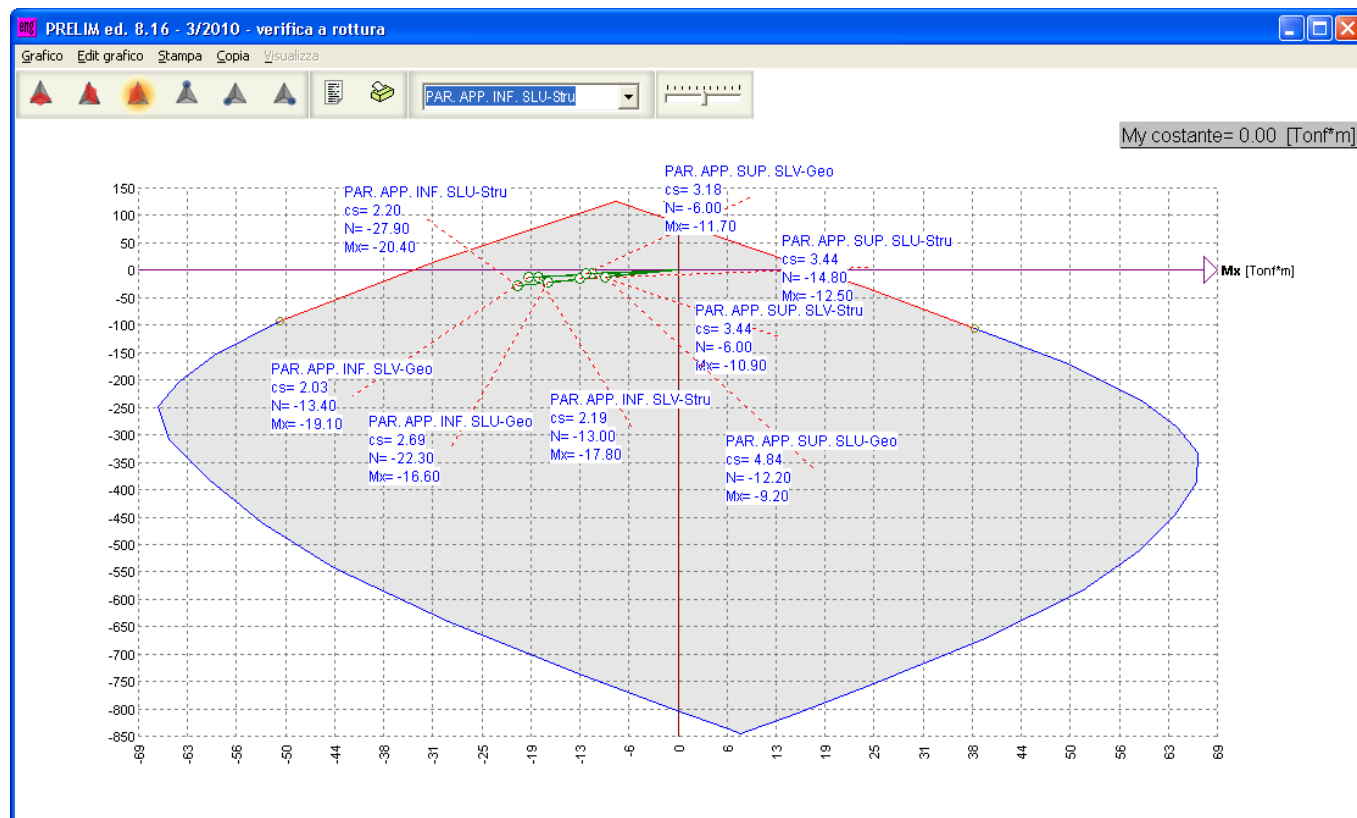 eng PRELIM ed. 8.16 - 3/2010 - verifica a rottura
Grafico Edit grafico Stampa Copia Visualizza
PAR. APP. INF. SLU-Stru
My costante= 0.00 [Tonf*m]
PAR. APP. SUP. SLV-Geo
cs= 3.18
N= -6.00
Mx= -11.70
PAR. APP. INF. SLU-Stru
cs= 2.20
N= -27.90
Mx= -20.40
PAR. APP. SUP. SLU-Stru
cs= 3.44
N= -14.80
Mx= -12.50
Mx [Tonf*m]
PAR. APP. SUP. SLV-Stru
cs= 3.44
N= -6.00
Mx= -10.90
PAR. APP. INF. SLV-Geo
cs= 2.03
N= -13.40
Mx= -19.10
PAR. APP. INF. SLV-Stru
cs= 2.19
N= -13.00
Mx= -17.80
PAR. APP. INF. SLU-Geo
cs= 2.69
N= -22.30
Mx= -16.60
PAR. APP. SUP. SLU-Geo
cs= 4.84
N= -12.20
Mx= -9.20
150
100
50
0
-50
-100
-150
-200
-250
-300
-350
-400
-450
-500
-550
-600
-650
-700
-750
-800
-850
-69 -63 -56 -50 -44 -38 -31 -25 -19 -13 -6 0 6 13 19 25 31 38 44 50 56 63 69